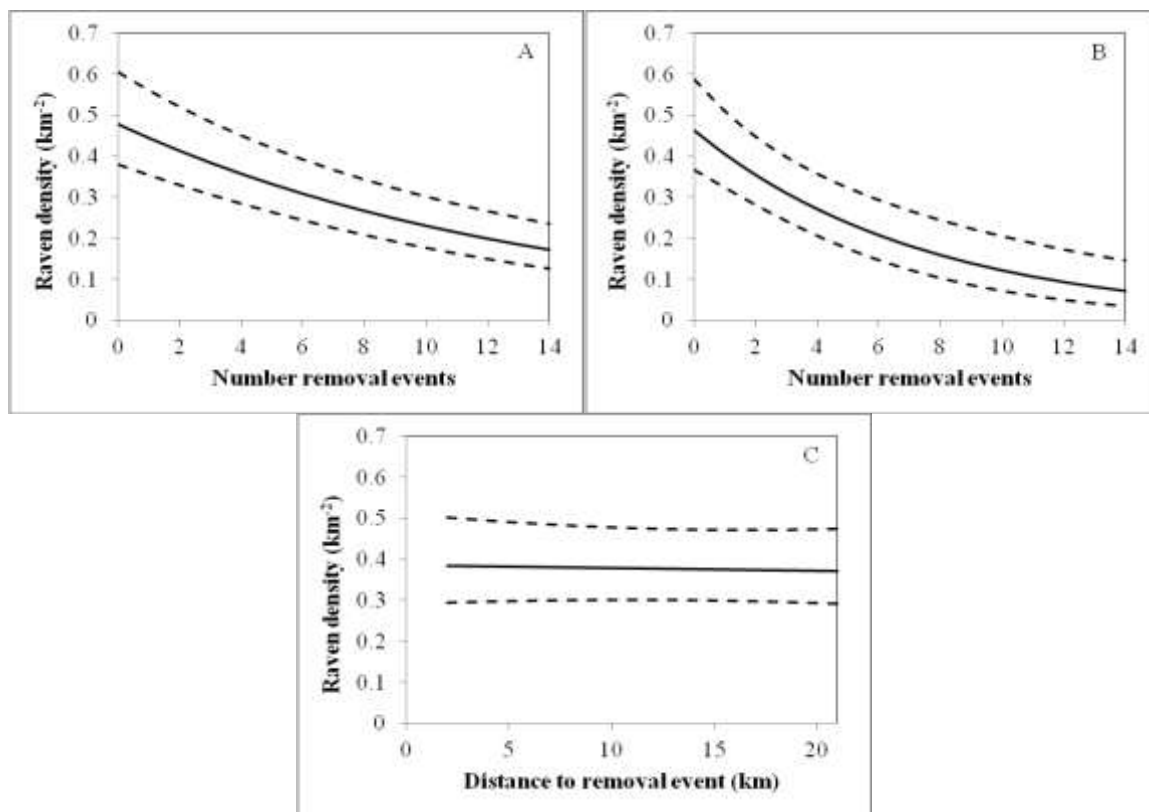 A
Raven density (km-2)
0.7
0.6
0.5
0.4
0.3
0.2
0.1
0
0 2 4 6 8 10 12 14
Number removal events
B
Raven density (km-2)
0.7
0.6
0.5
0.4
0.3
0.2
0.1
0
0 2 4 6 8 10 12 14
Number removal events
C
Raven density (km-2)
0.7
0.6
0.5
0.4
0.3
0.2
0.1
0
0 5 10 15 20
Distance to removal event (km)